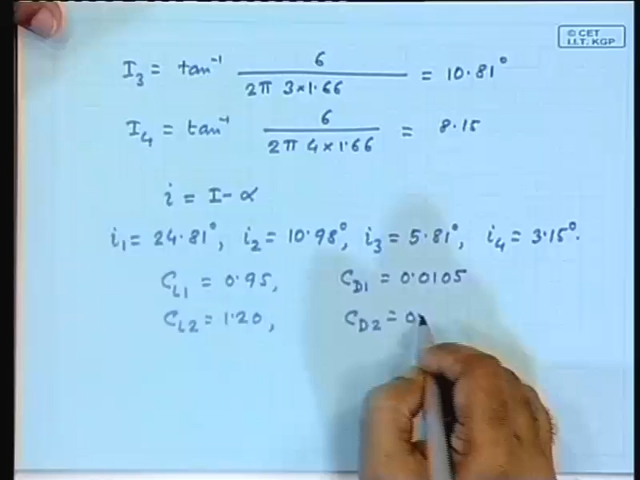 © CET
I.I.T. KGP
I₃ = tan⁻¹ 6 / (2π 3×1.66) = 10.81°
I₄ = tan⁻¹ 6 / (2π 4×1.66) = 8.15
i = I-α
i₁ = 24.81°, i₂ = 10.98°, i₃ = 5.81°, i₄ = 3.15°.
C_L1 = 0.95, C_D1 = 0.0105
C_L2 = 1.20, C_D2 = 0.